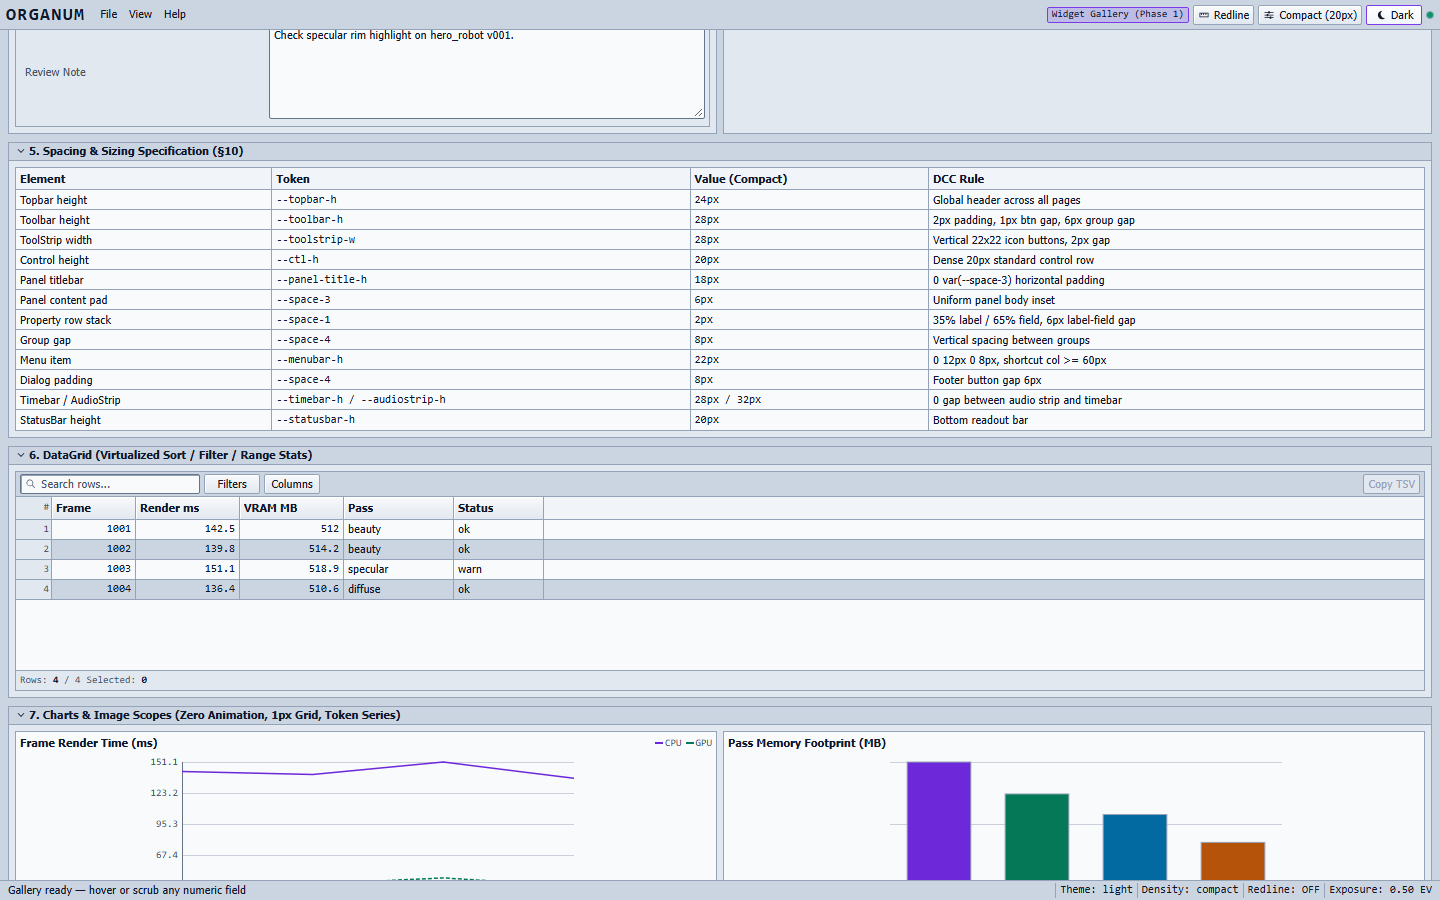 ORGANUM File View Help Widget Gallery (Phase 1) Redline Compact (20px) Dark
Check specular rim highlight on hero_robot v001.
Review Note
5. Spacing & Sizing Specification (§10)
Element Token Value (Compact) DCC Rule
Topbar height --topbar-h 24px Global header across all pages
Toolbar height --toolbar-h 28px 2px padding, 1px btn gap, 6px group gap
ToolStrip width --toolstrip-w 28px Vertical 22x22 icon buttons, 2px gap
Control height --ctl-h 20px Dense 20px standard control row
Panel titlebar --panel-title-h 18px 0 var(--space-3) horizontal padding
Panel content pad --space-3 6px Uniform panel body inset
Property row stack --space-1 2px 35% label / 65% field, 6px label-field gap
Group gap --space-4 8px Vertical spacing between groups
Menu item --menubar-h 22px 0 12px 0 8px, shortcut col >= 60px
Dialog padding --space-4 8px Footer button gap 6px
Timebar / AudioStrip --timebar-h / --audiostrip-h 28px / 32px 0 gap between audio strip and timebar
StatusBar height --statusbar-h 20px Bottom readout bar
6. DataGrid (Virtualized Sort / Filter / Range Stats)
Search rows... Filters Columns Copy TSV
# Frame Render ms VRAM MB Pass Status
1 1001 142.5 512 beauty ok
2 1002 139.8 514.2 beauty ok
3 1003 151.1 518.9 specular warn
4 1004 136.4 510.6 diffuse ok
Rows: 4 / 4 Selected: 0
7. Charts & Image Scopes (Zero Animation, 1px Grid, Token Series)
Frame Render Time (ms) CPU GPU
151.1
123.2
95.3
67.4
Pass Memory Footprint (MB)
Gallery ready — hover or scrub any numeric field Theme: light Density: compact Redline: OFF Exposure: 0.50 EV